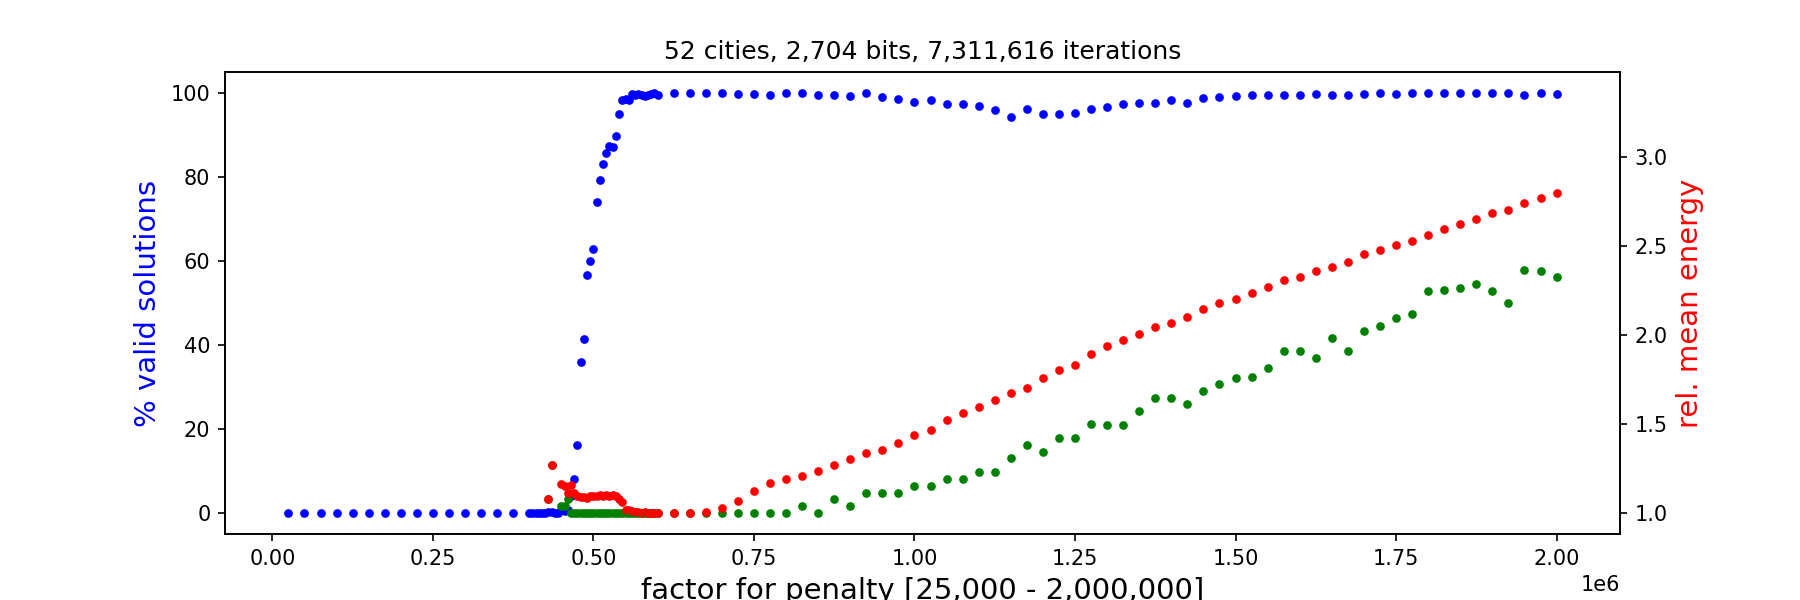 52 cities, 2,704 bits, 7,311,616 iterations
% valid solutions
100
80
60
40
20
0
3.0
2.5
2.0
1.5
1.0
rel. mean energy
0.00 0.25 0.50 0.75 1.00 1.25 1.50 1.75 2.00
1e6
factor for penalty [25,000 - 2,000,000]